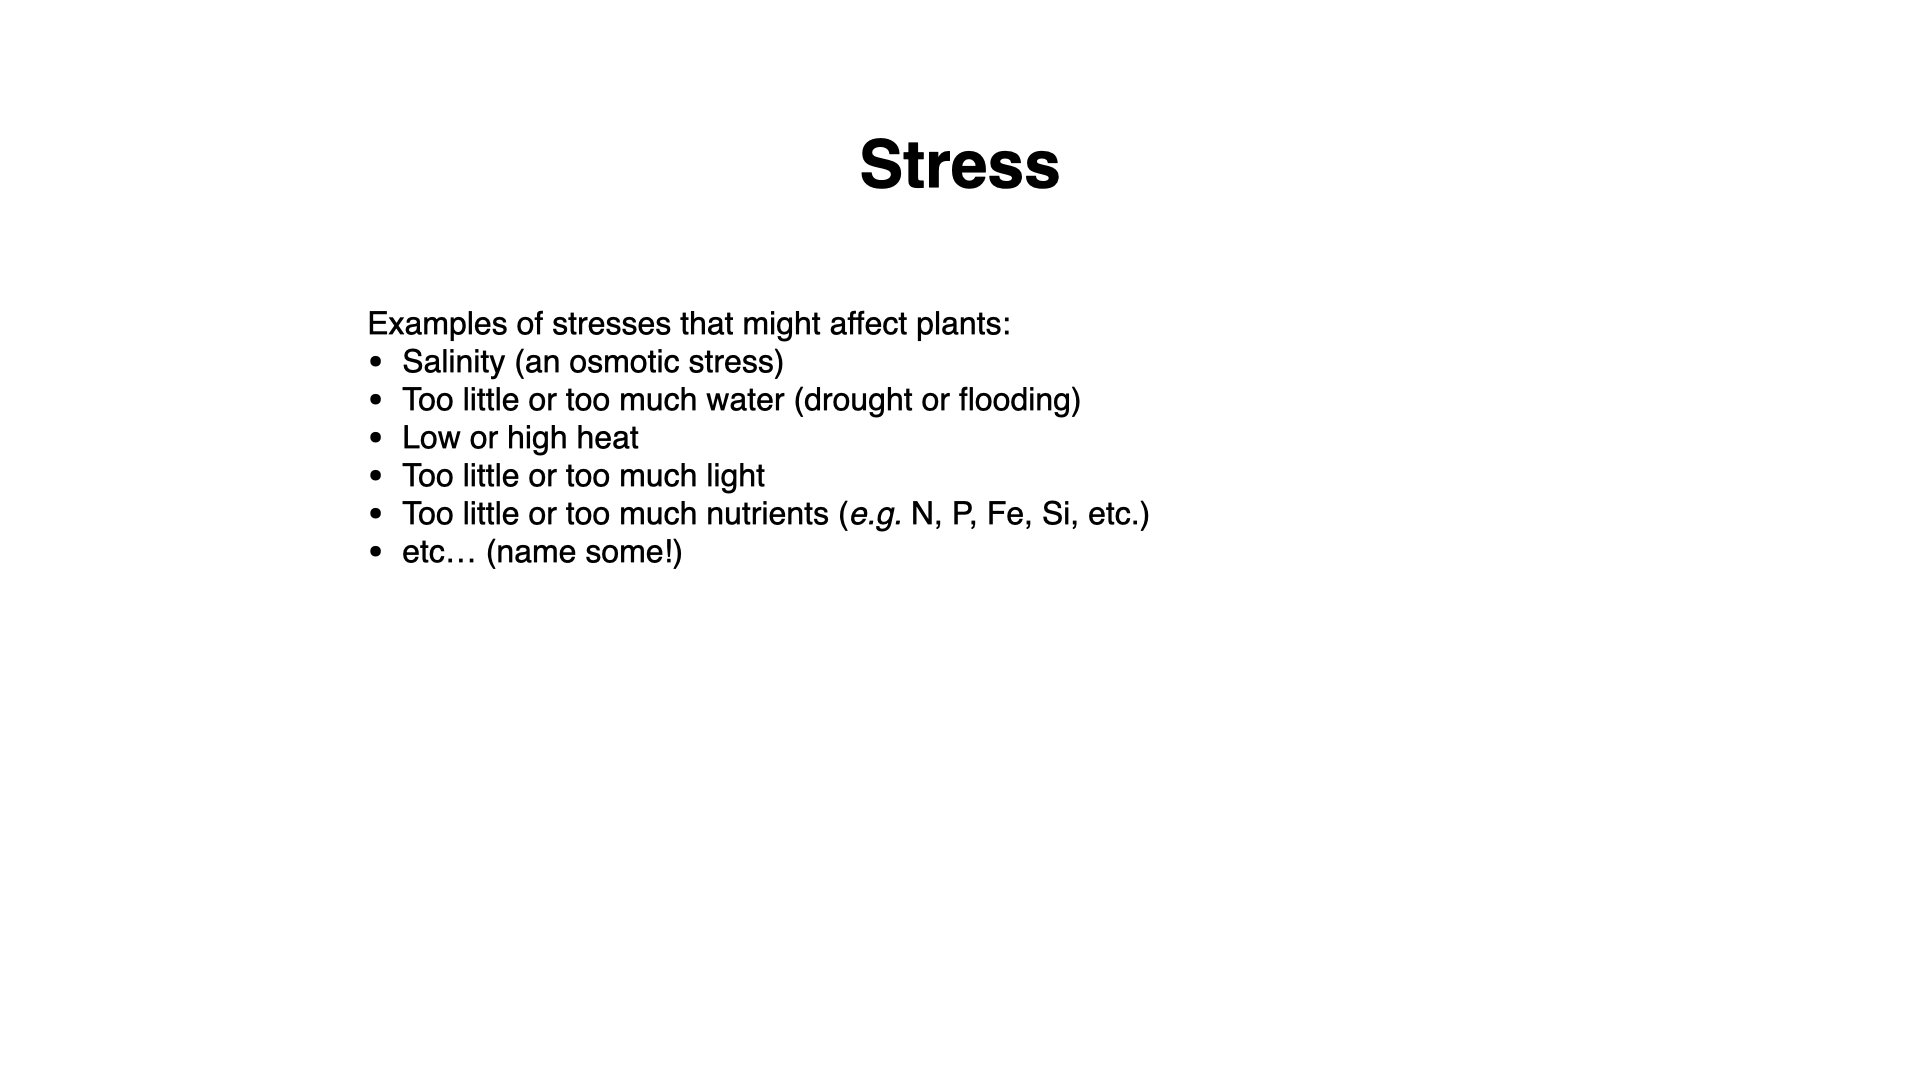 Stress
Examples of stresses that might affect plants:
• Salinity (an osmotic stress)
• Too little or too much water (drought or flooding)
• Low or high heat
• Too little or too much light
• Too little or too much nutrients (e.g. N, P, Fe, Si, etc.)
• etc… (name some!)